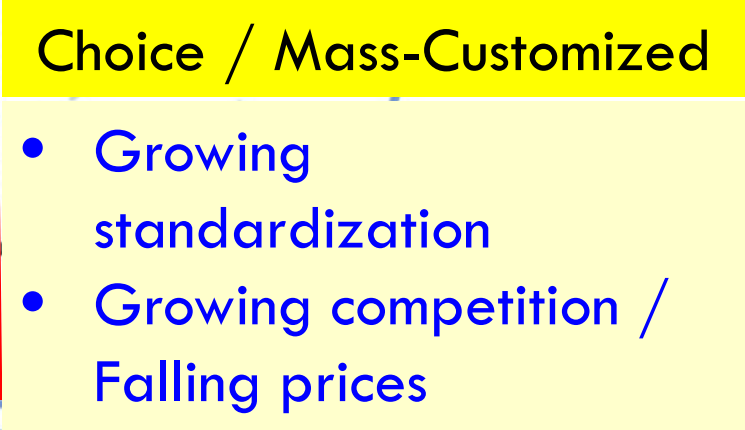 Choice / Mass-Customized
• Growing
standardization
• Growing competition /
Falling prices